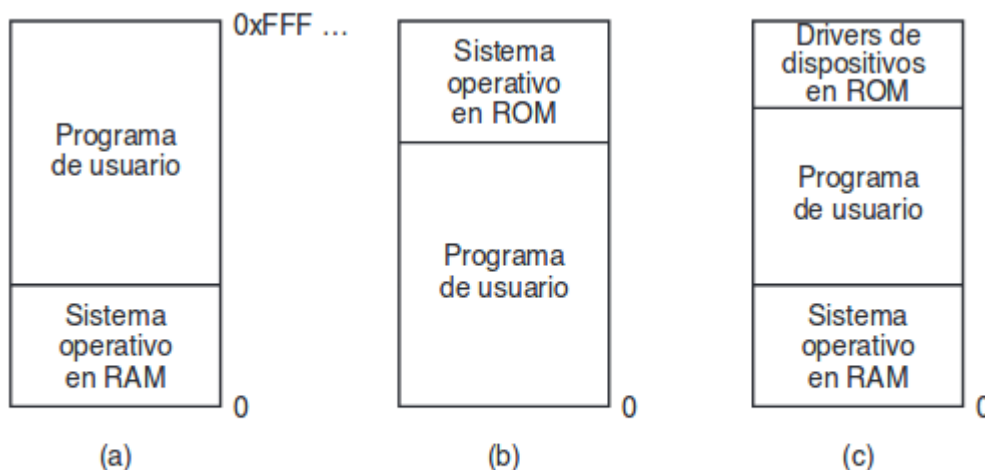 0xFFF ...
Programa
de usuario
Sistema
operativo
en RAM
0
(a)
Sistema
operativo
en ROM
Programa
de usuario
0
(b)
Drivers de
dispositivos
en ROM
Programa
de usuario
Sistema
operativo
en RAM
0
(c)